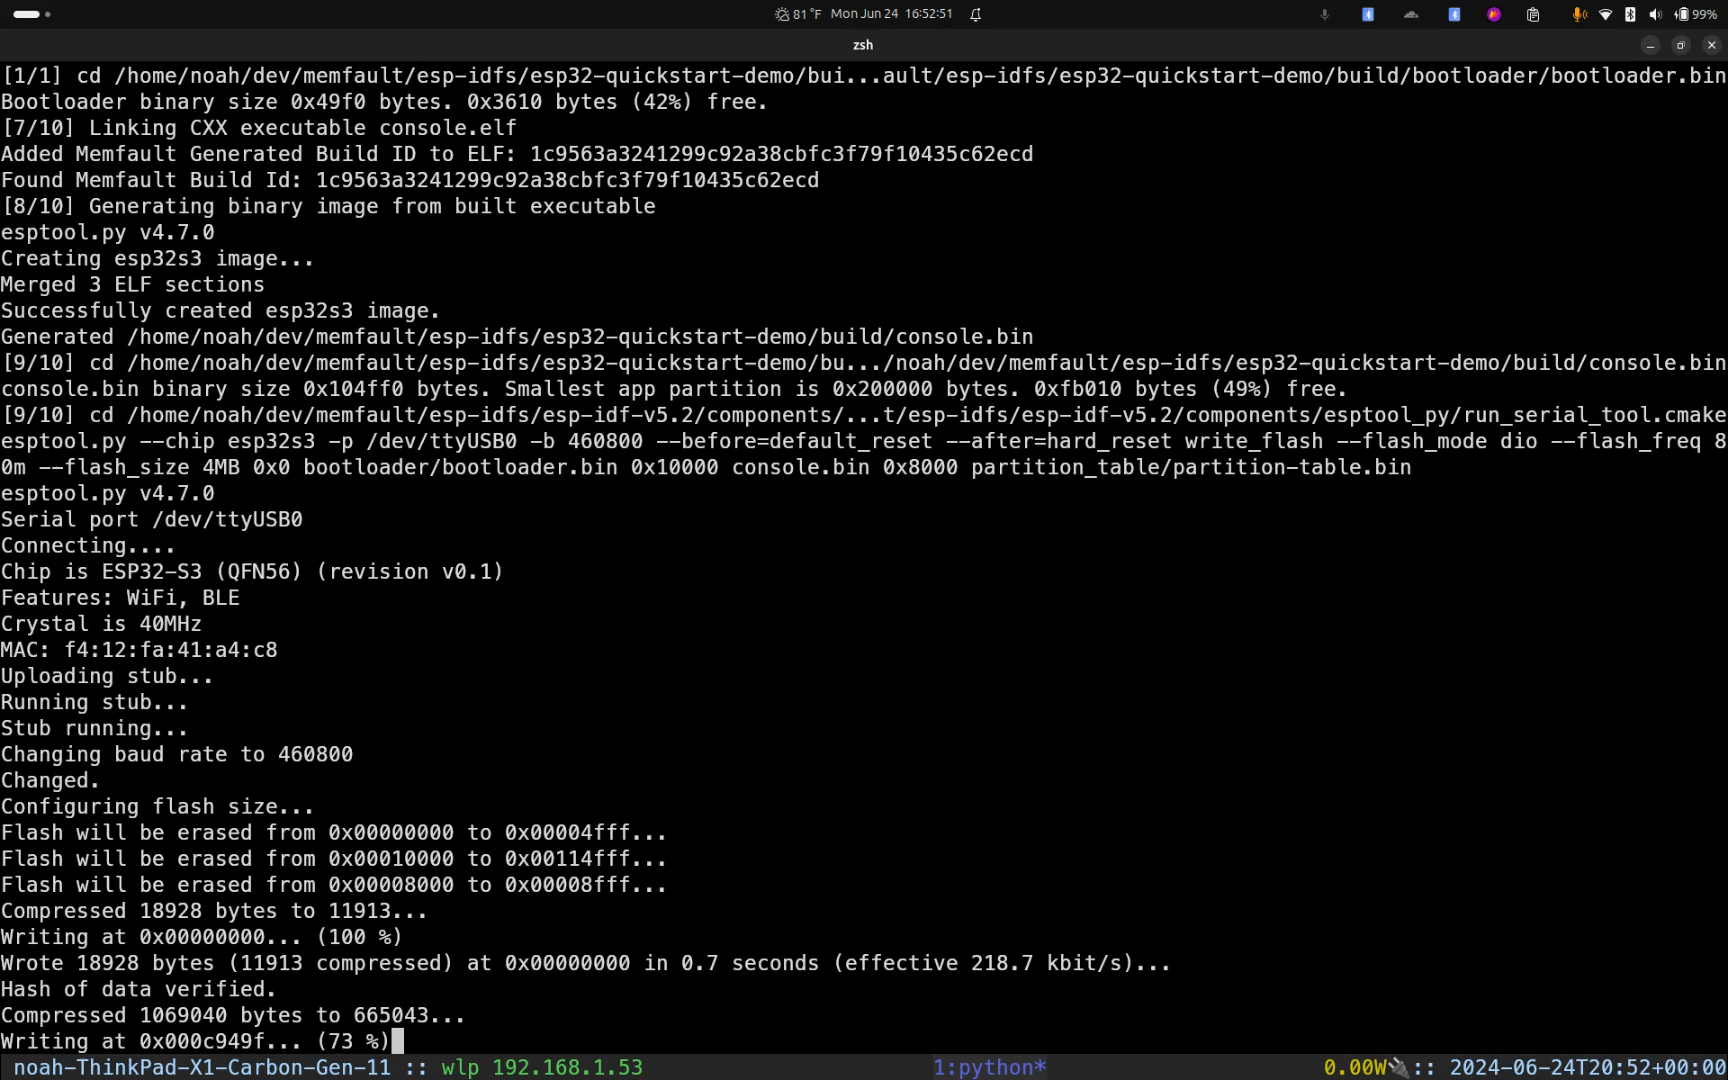 81 °F Mon Jun 24 16:52:51 99%
zsh
[1/1] cd /home/noah/dev/memfault/esp-idfs/esp32-quickstart-demo/bui...ault/esp-idfs/esp32-quickstart-demo/build/bootloader/bootloader.bin
Bootloader binary size 0x49f0 bytes. 0x3610 bytes (42%) free.
[7/10] Linking CXX executable console.elf
Added Memfault Generated Build ID to ELF: 1c9563a3241299c92a38cbfc3f79f10435c62ecd
Found Memfault Build Id: 1c9563a3241299c92a38cbfc3f79f10435c62ecd
[8/10] Generating binary image from built executable
esptool.py v4.7.0
Creating esp32s3 image...
Merged 3 ELF sections
Successfully created esp32s3 image.
Generated /home/noah/dev/memfault/esp-idfs/esp32-quickstart-demo/build/console.bin
[9/10] cd /home/noah/dev/memfault/esp-idfs/esp32-quickstart-demo/bu.../noah/dev/memfault/esp-idfs/esp32-quickstart-demo/build/console.bin
console.bin binary size 0x104ff0 bytes. Smallest app partition is 0x200000 bytes. 0xfb010 bytes (49%) free.
[9/10] cd /home/noah/dev/memfault/esp-idfs/esp-idf-v5.2/components/...t/esp-idfs/esp-idf-v5.2/components/esptool_py/run_serial_tool.cmake
esptool.py --chip esp32s3 -p /dev/ttyUSB0 -b 460800 --before=default_reset --after=hard_reset write_flash --flash_mode dio --flash_freq 8
0m --flash_size 4MB 0x0 bootloader/bootloader.bin 0x10000 console.bin 0x8000 partition_table/partition-table.bin
esptool.py v4.7.0
Serial port /dev/ttyUSB0
Connecting....
Chip is ESP32-S3 (QFN56) (revision v0.1)
Features: WiFi, BLE
Crystal is 40MHz
MAC: f4:12:fa:41:a4:c8
Uploading stub...
Running stub...
Stub running...
Changing baud rate to 460800
Changed.
Configuring flash size...
Flash will be erased from 0x00000000 to 0x00004fff...
Flash will be erased from 0x00010000 to 0x00114fff...
Flash will be erased from 0x00008000 to 0x00008fff...
Compressed 18928 bytes to 11913...
Writing at 0x00000000... (100 %)
Wrote 18928 bytes (11913 compressed) at 0x00000000 in 0.7 seconds (effective 218.7 kbit/s)...
Hash of data verified.
Compressed 1069040 bytes to 665043...
Writing at 0x000c949f... (73 %)
noah-ThinkPad-X1-Carbon-Gen-11 :: wlp 192.168.1.53 1:python* 0.00W🔌:: 2024-06-24T20:52+00:00